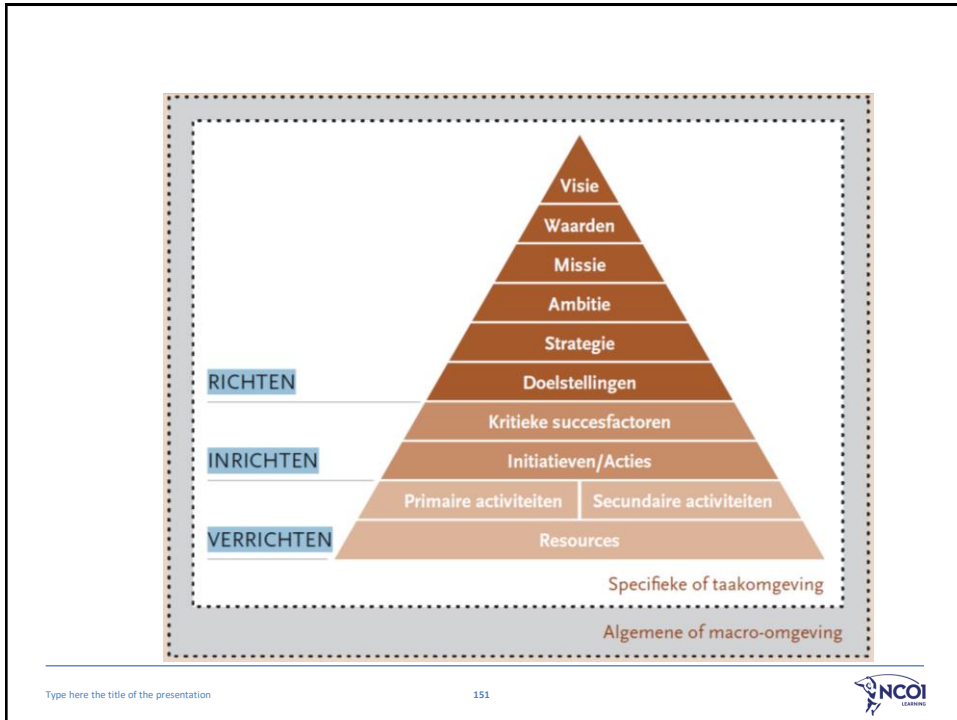 Visie
Waarden
Missie
Ambitie
Strategie
RICHTEN
Doelstellingen
Kritieke succesfactoren
INRICHTEN
Initiatieven/Acties
Primaire activiteiten
Secundaire activiteiten
VERRICHTEN
Resources
Specifieke of taakomgeving
Algemene of macro-omgeving
Type here the title of the presentation
151
NCOI
LEARNING